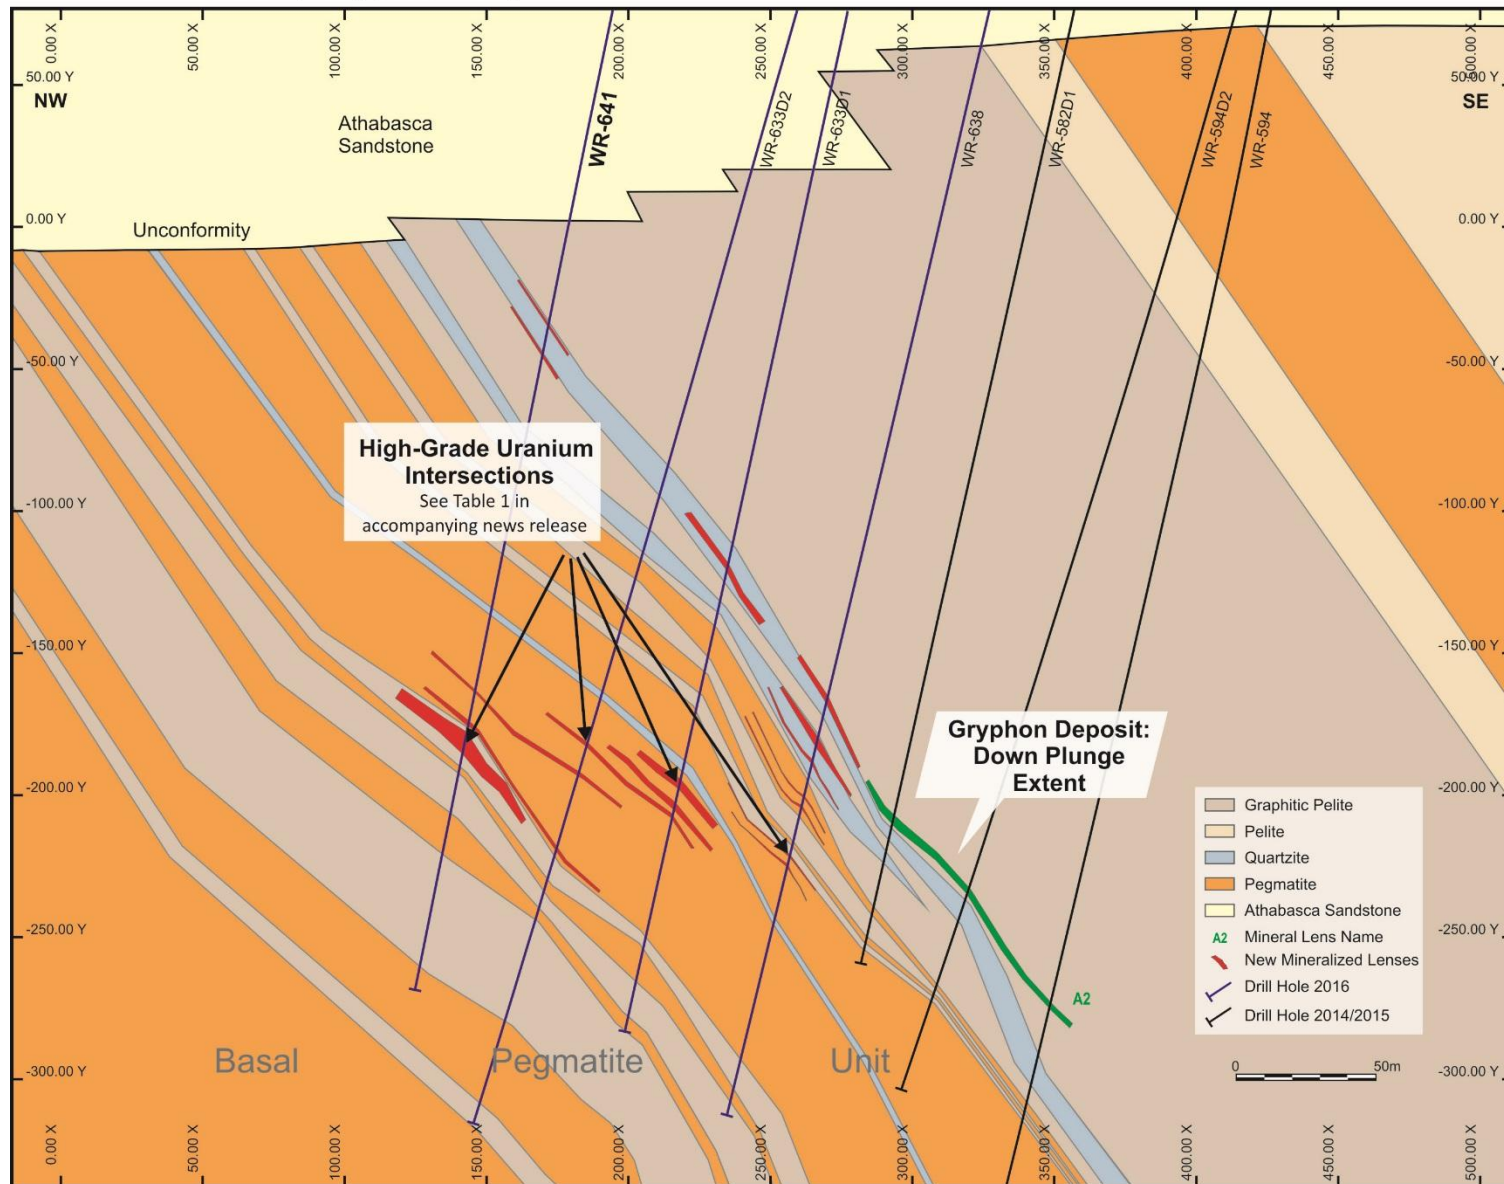 0.00 X
50.00 X
100.00 X
150.00 X
200.00 X
250.00 X
300.00 X
350.00 X
400.00 X
450.00 X
500.00 X
50.00 Y
50.00 Y
NW
SE
Athabasca
Sandstone
WR-641
WR-633D2
WR-633D1
WR-638
WR-582D1
WR-594D2
WR-594
0.00 Y
0.00 Y
Unconformity
-50.00 Y
-50.00 Y
High-Grade Uranium
Intersections
See Table 1 in
accompanying news release
-100.00 Y
-100.00 Y
-150.00 Y
-150.00 Y
Gryphon Deposit:
Down Plunge
Extent
-200.00 Y
-200.00 Y
Graphitic Pelite
Pelite
Quartzite
Pegmatite
Athabasca Sandstone
A2 Mineral Lens Name
New Mineralized Lenses
Drill Hole 2016
Drill Hole 2014/2015
-250.00 Y
-250.00 Y
A2
Basal Pegmatite Unit
0 50m
-300.00 Y
-300.00 Y
0.00 X
50.00 X
100.00 X
150.00 X
200.00 X
250.00 X
300.00 X
350.00 X
400.00 X
450.00 X
500.00 X